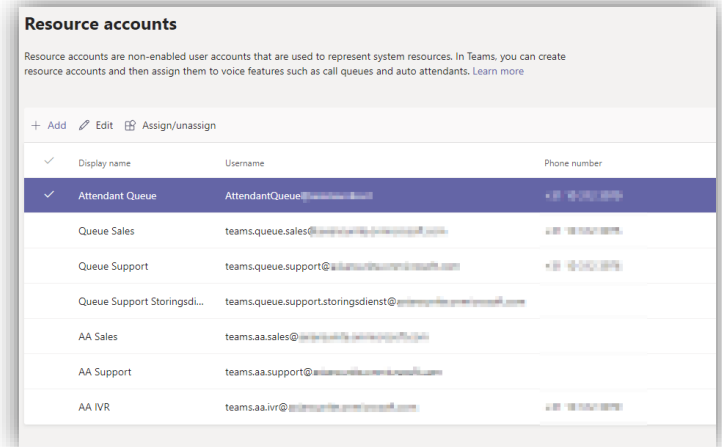 Resource accounts
Resource accounts are non-enabled user accounts that are used to represent system resources. In Teams, you can create
resource accounts and then assign them to voice features such as call queues and auto attendants. Learn more
+ Add Edit Assign/unassign
Display name Username Phone number
Attendant Queue AttendantQueue
Queue Sales teams.queue.sales@
Queue Support teams.queue.support@
Queue Support Storingsdi... teams.queue.support.storingsdienst@
AA Sales teams.aa.sales@
AA Support teams.aa.support@
AA IVR teams.aa.ivr@